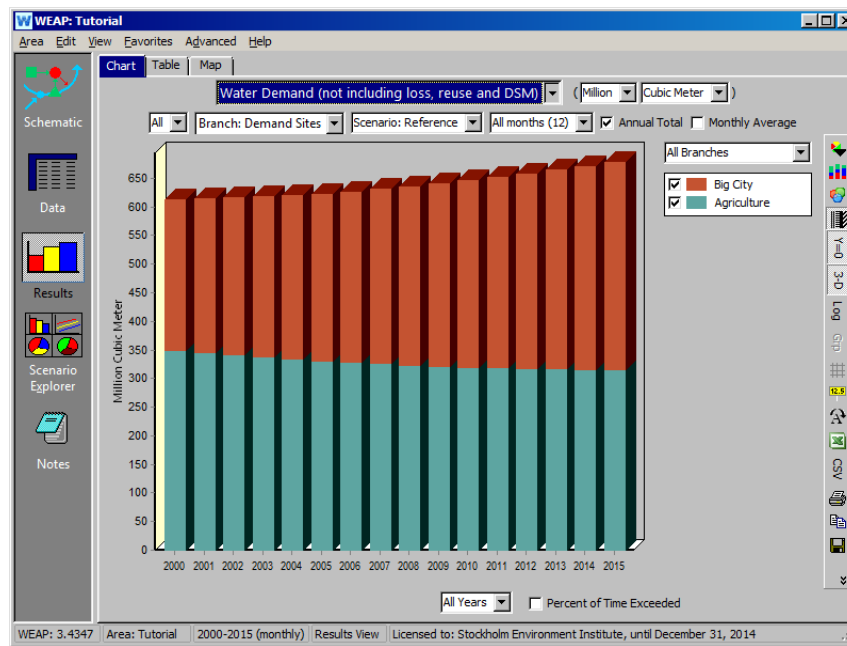 WEAP: Tutorial
Area Edit View Favorites Advanced Help
Chart Table Map
Water Demand (not including loss, reuse and DSM) ( Million Cubic Meter )
All Branch: Demand Sites Scenario: Reference All months (12) Annual Total Monthly Average
Schematic
Data
Results
Scenario
Explorer
Notes
Million Cubic Meter
650
600
550
500
450
400
350
300
250
200
150
100
50
0
2000 2001 2002 2003 2004 2005 2006 2007 2008 2009 2010 2011 2012 2013 2014 2015
All Branches
Big City
Agriculture
Y=0
3-D
Log
Grp
12.5
CSV
All Years Percent of Time Exceeded
WEAP: 3.4347 Area: Tutorial 2000-2015 (monthly) Results View Licensed to: Stockholm Environment Institute, until December 31, 2014